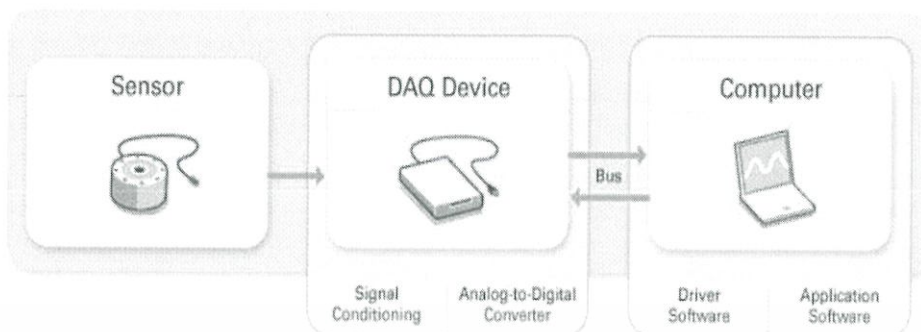 Sensor
DAQ Device
Computer
Bus
Signal
Conditioning
Analog-to-Digital
Converter
Driver
Software
Application
Software